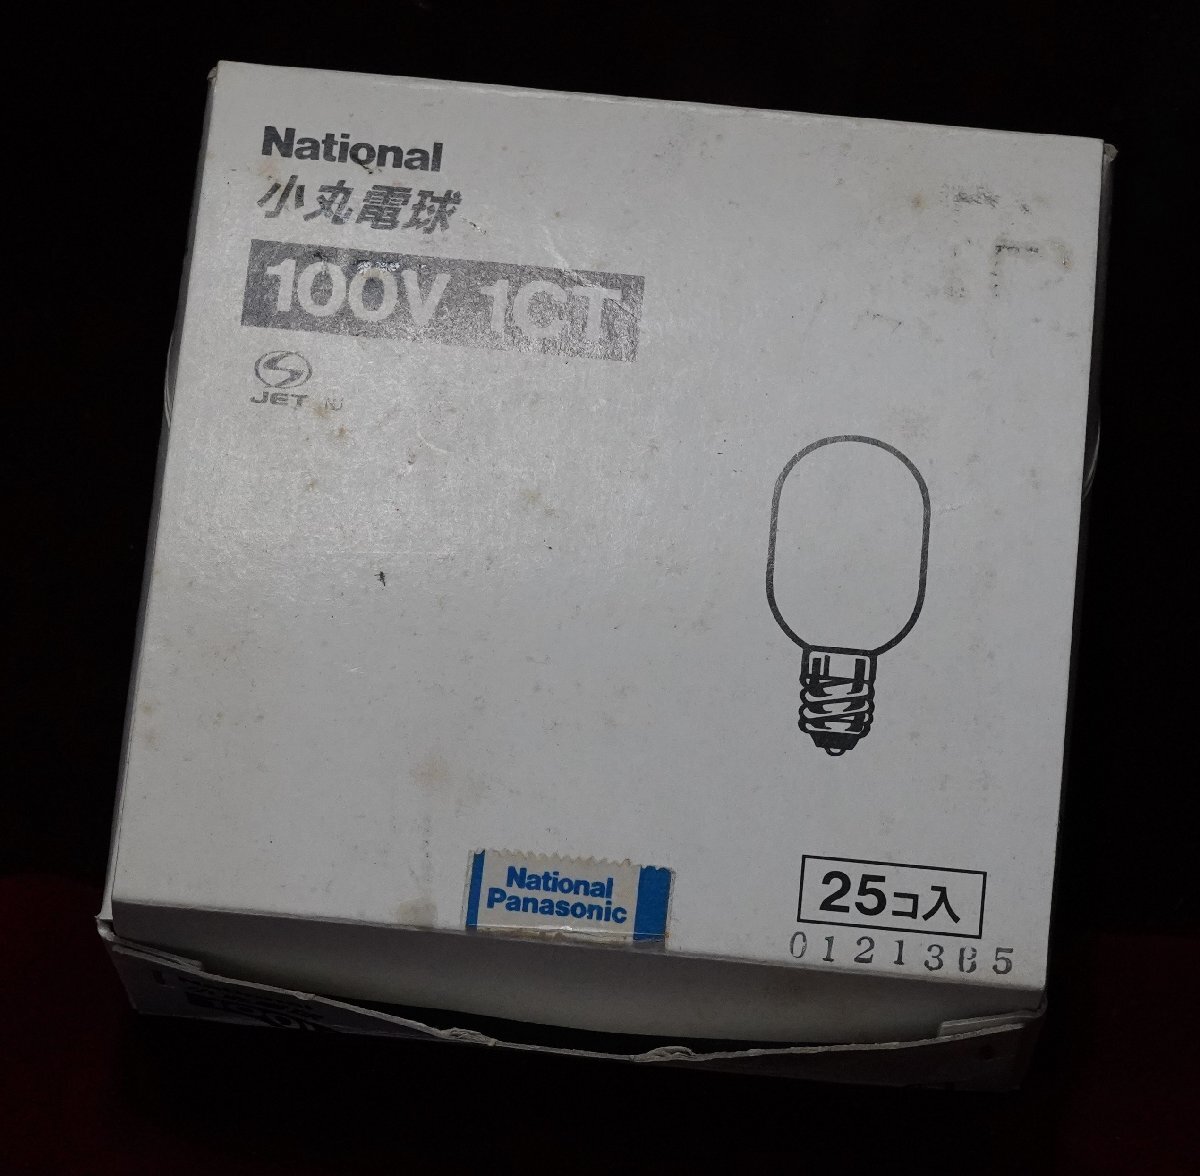 National
小丸電球
100V 1CT
JET
National
Panasonic
25コ入
0121365